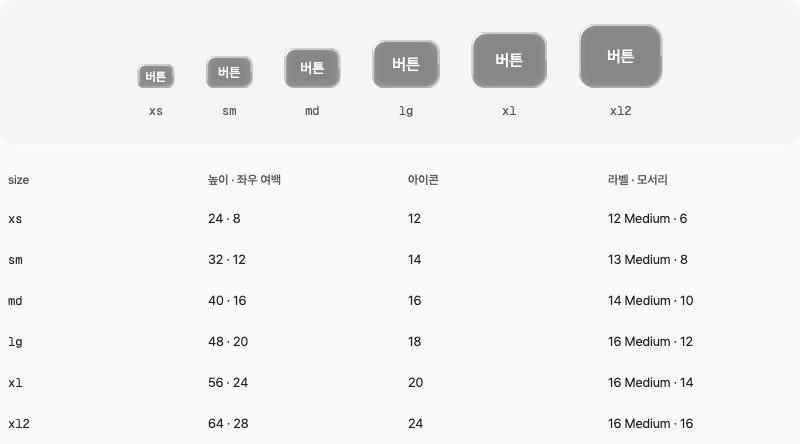 버튼 버튼 버튼 버튼 버튼 버튼
xs sm md lg xl xl2
size 높이 · 좌우 여백 아이콘 라벨 · 모서리
xs 24 · 8 12 12 Medium · 6
sm 32 · 12 14 13 Medium · 8
md 40 · 16 16 14 Medium · 10
lg 48 · 20 18 16 Medium · 12
xl 56 · 24 20 16 Medium · 14
xl2 64 · 28 24 16 Medium · 16